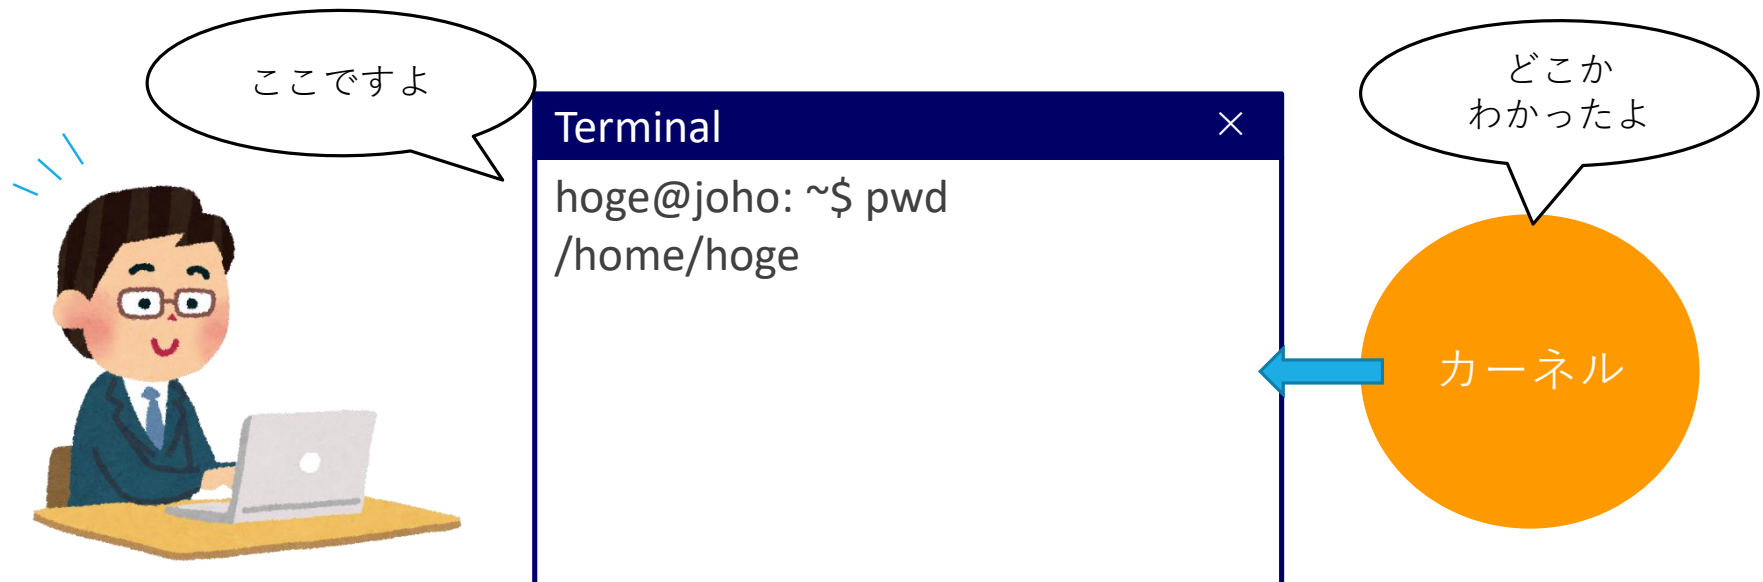 ここですよ
どこか
わかったよ
Terminal ×
hoge@joho: ~$ pwd
/home/hoge
カーネル